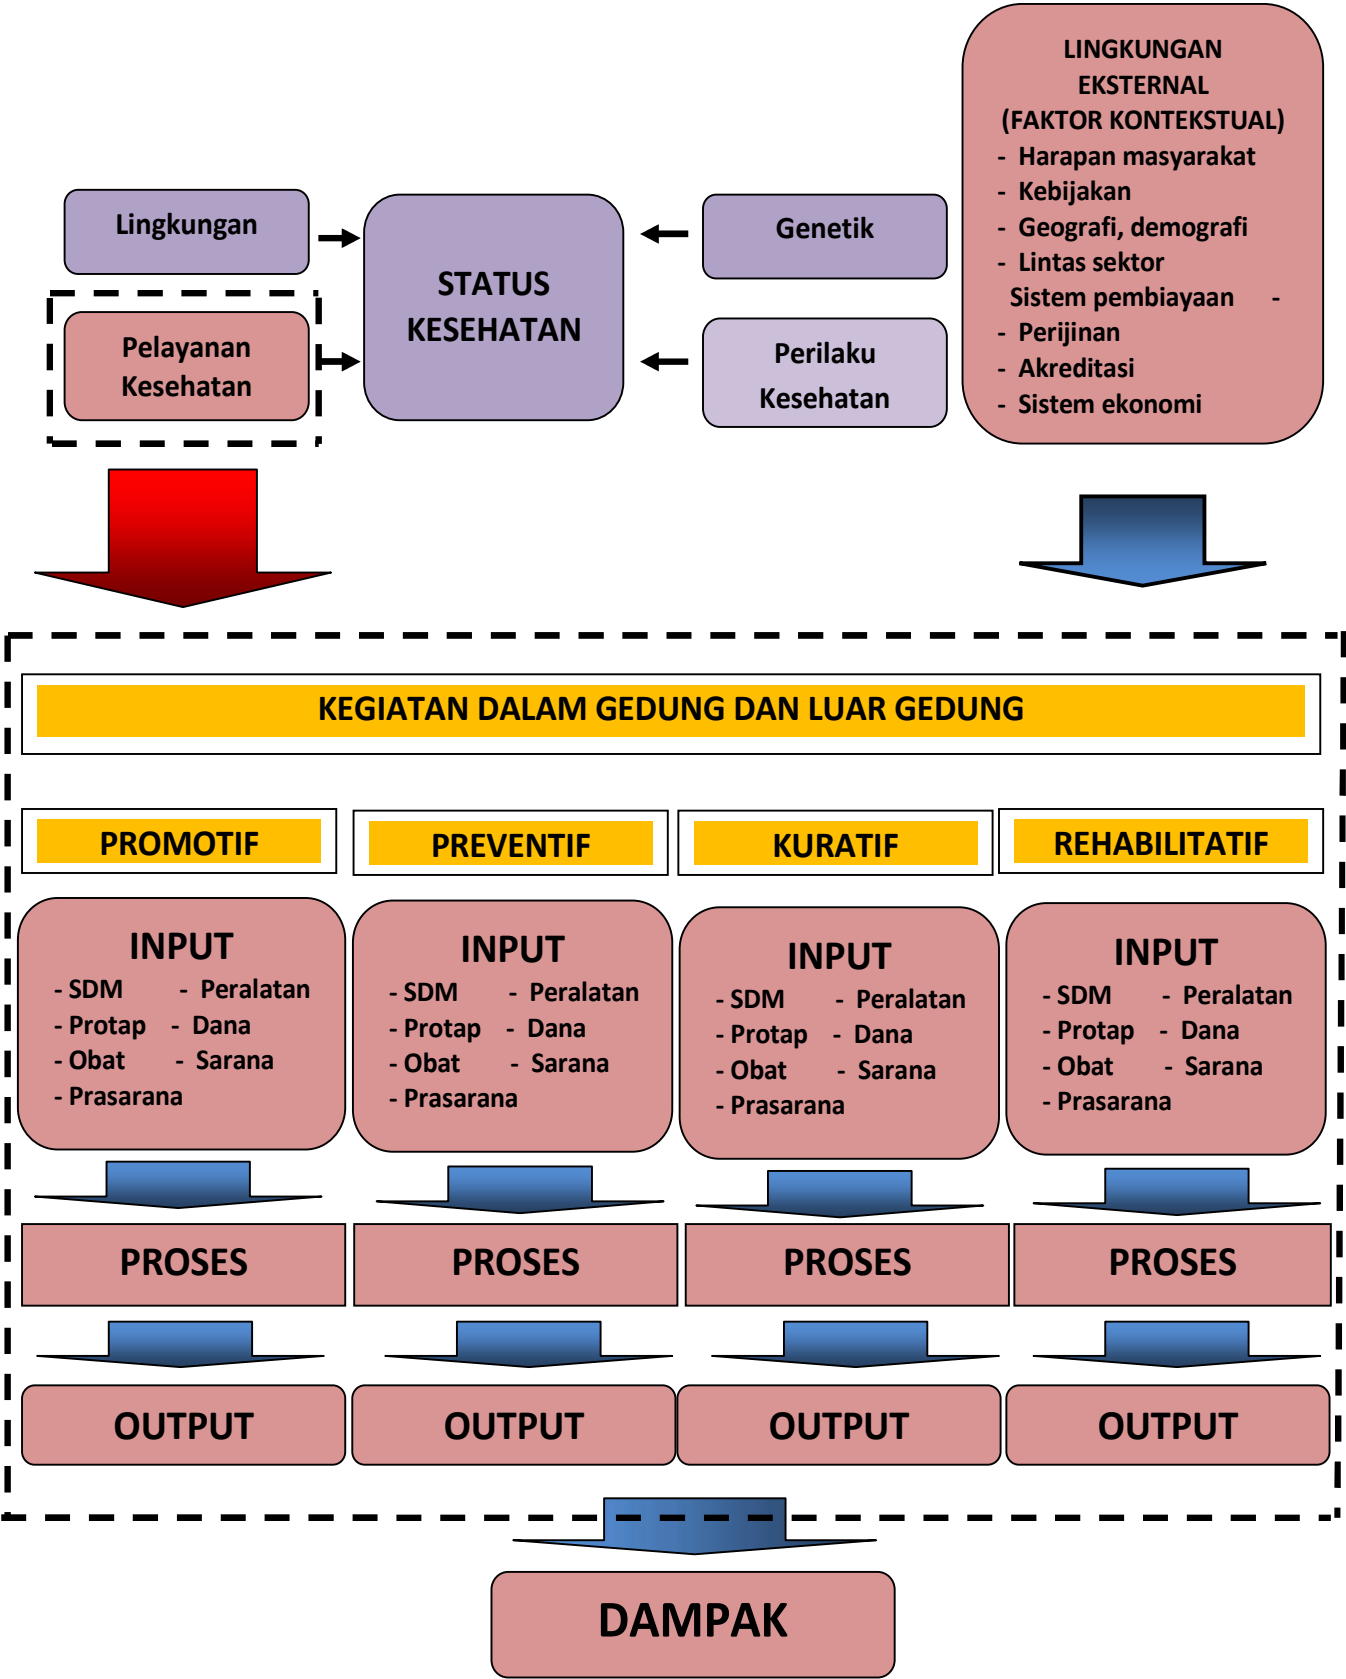 LINGKUNGAN
EKSTERNAL
(FAKTOR KONTEKSTUAL)
- Harapan masyarakat
- Kebijakan
- Geografi, demografi
- Lintas sektor
Sistem pembiayaan -
- Perijinan
- Akreditasi
- Sistem ekonomi
Lingkungan
Pelayanan
Kesehatan
STATUS
KESEHATAN
Genetik
Perilaku
Kesehatan
KEGIATAN DALAM GEDUNG DAN LUAR GEDUNG
PROMOTIF
PREVENTIF
KURATIF
REHABILITATIF
INPUT
- SDM - Peralatan
- Protap - Dana
- Obat - Sarana
- Prasarana
INPUT
- SDM - Peralatan
- Protap - Dana
- Obat - Sarana
- Prasarana
INPUT
- SDM - Peralatan
- Protap - Dana
- Obat - Sarana
- Prasarana
INPUT
- SDM - Peralatan
- Protap - Dana
- Obat - Sarana
- Prasarana
PROSES
PROSES
PROSES
PROSES
OUTPUT
OUTPUT
OUTPUT
OUTPUT
DAMPAK